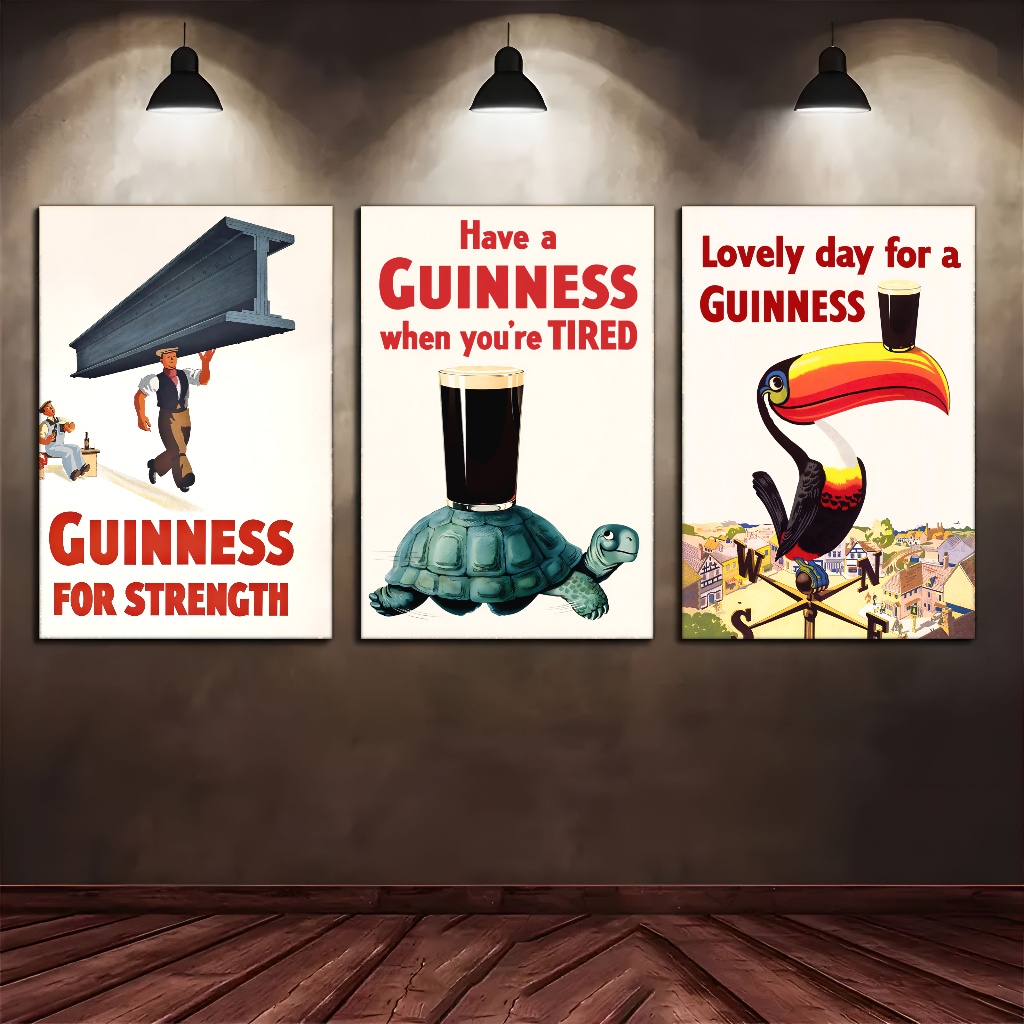 GUINNESS
FOR STRENGTH
Have a
GUINNESS
when you're TIRED
Lovely day for a
GUINNESS
W N
S E